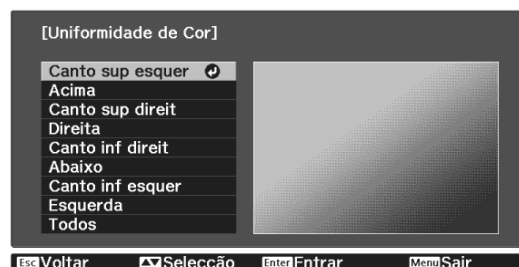 [Uniformidade de Cor]
Canto sup esquer
Acima
Canto sup direit
Direita
Canto inf direit
Abaixo
Canto inf esquer
Esquerda
Todos
Esc Voltar Selecção Enter Entrar Menu Sair